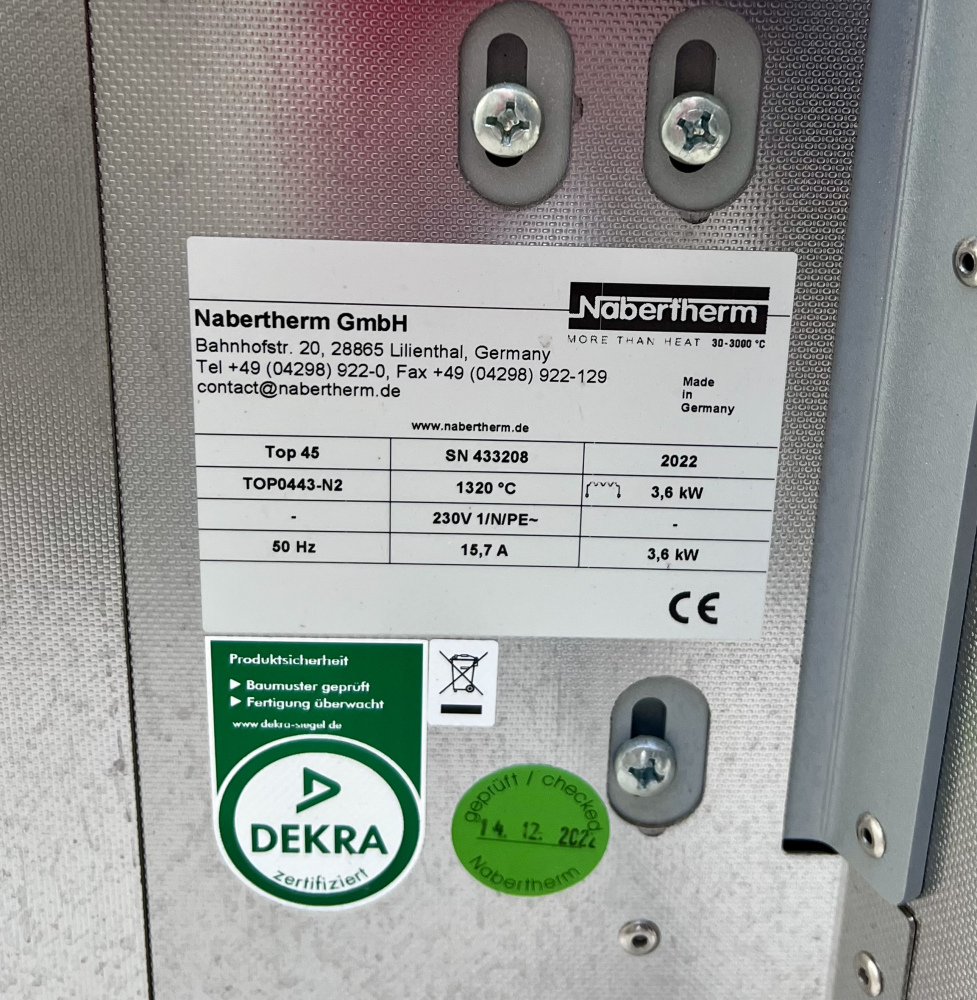 Nabertherm
MORE THAN HEAT 30-3000 °C
Nabertherm GmbH
Bahnhofstr. 20, 28865 Lilienthal, Germany
Tel +49 (04298) 922-0, Fax +49 (04298) 922-129
contact@nabertherm.de
Made
in
Germany
www.nabertherm.de
Top 45 SN 433208 2022
TOP0443-N2 1320 °C 3,6 kW
- 230V 1/N/PE~ -
50 Hz 15,7 A 3,6 kW
CE
Produktsicherheit
▶ Baumuster geprüft
▶ Fertigung überwacht
www.dekra-siegel.de
DEKRA
zertifiziert
geprüft / checked
14. 12. 2022
Nabertherm